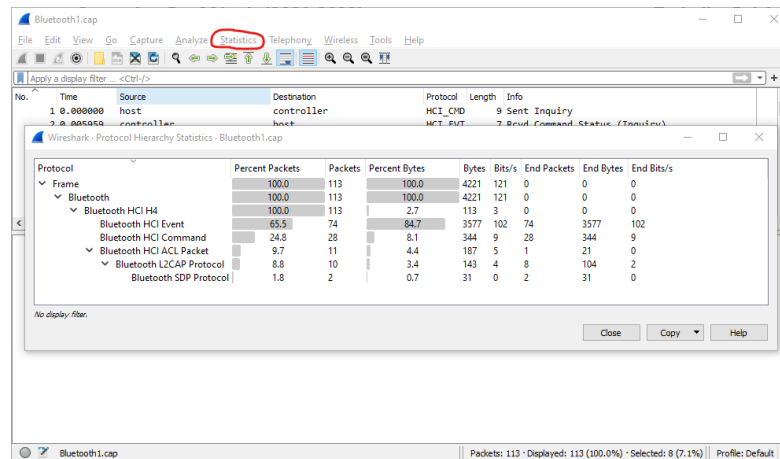 Bluetooth1.cap
File Edit View Go Capture Analyze Statistics Telephony Wireless Tools Help
Apply a display filter ... <Ctrl-/>
No. Time Source Destination Protocol Length Info
1 0.000000 host controller HCI_CMD 9 Sent Inquiry
2 0.005959 controller host HCI_EVT 7 Rcvd Command Status (Inquiry)
Wireshark · Protocol Hierarchy Statistics · Bluetooth1.cap
Protocol Percent Packets Packets Percent Bytes Bytes Bits/s End Packets End Bytes End Bits/s
Frame 100.0 113 100.0 4221 121 0 0 0
Bluetooth 100.0 113 100.0 4221 121 0 0 0
Bluetooth HCI H4 100.0 113 2.7 113 3 0 0 0
Bluetooth HCI Event 65.5 74 84.7 3577 102 74 3577 102
Bluetooth HCI Command 24.8 28 8.1 344 9 28 344 9
Bluetooth HCI ACL Packet 9.7 11 4.4 187 5 1 21 0
Bluetooth L2CAP Protocol 8.8 10 3.4 143 4 8 104 2
Bluetooth SDP Protocol 1.8 2 0.7 31 0 2 31 0
No display filter.
Close Copy Help
Bluetooth1.cap Packets: 113 · Displayed: 113 (100.0%) · Selected: 8 (7.1%) Profile: Default